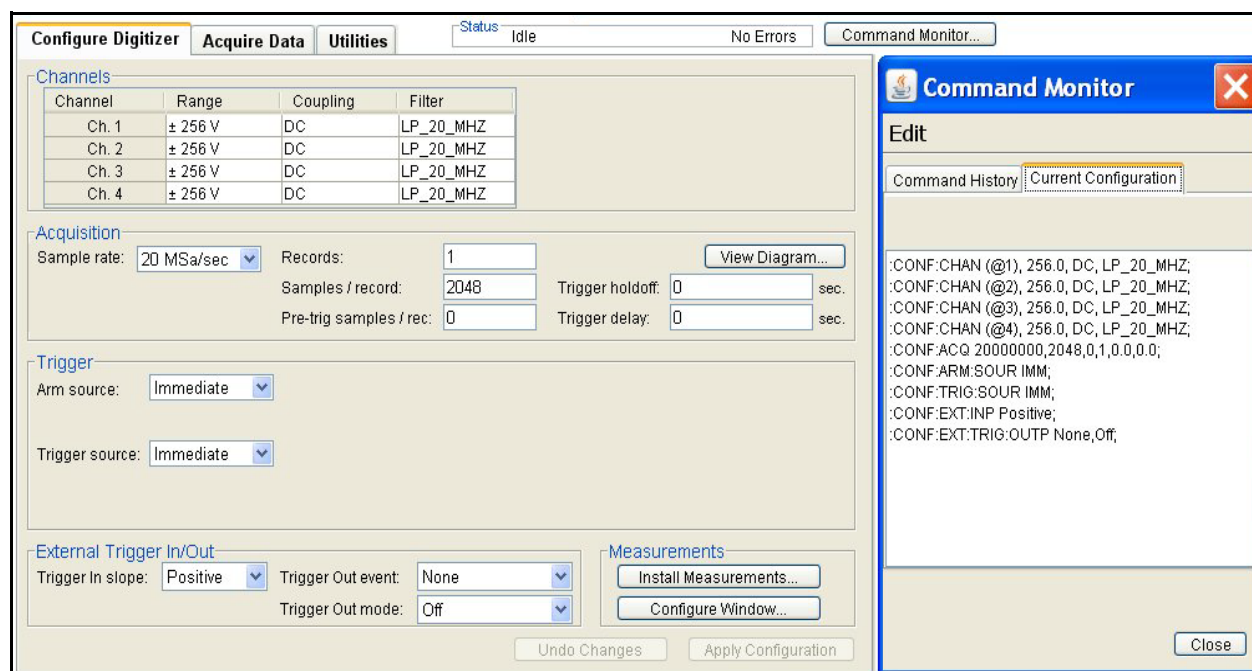 Configure Digitizer Acquire Data Utilities
Status
Idle No Errors
Command Monitor...
Channels
Channel Range Coupling Filter
Ch. 1 ± 256 V DC LP_20_MHZ
Ch. 2 ± 256 V DC LP_20_MHZ
Ch. 3 ± 256 V DC LP_20_MHZ
Ch. 4 ± 256 V DC LP_20_MHZ
Acquisition
Sample rate: 20 MSa/sec Records: 1 View Diagram...
Samples / record: 2048 Trigger holdoff: 0 sec.
Pre-trig samples / rec: 0 Trigger delay: 0 sec.
Trigger
Arm source: Immediate
Trigger source: Immediate
External Trigger In/Out
Trigger In slope: Positive Trigger Out event: None
Trigger Out mode: Off
Measurements
Install Measurements...
Configure Window...
Undo Changes Apply Configuration
Command Monitor
Edit
Command History Current Configuration
:CONF:CHAN (@1), 256.0, DC, LP_20_MHZ;
:CONF:CHAN (@2), 256.0, DC, LP_20_MHZ;
:CONF:CHAN (@3), 256.0, DC, LP_20_MHZ;
:CONF:CHAN (@4), 256.0, DC, LP_20_MHZ;
:CONF:ACQ 20000000,2048,0,1,0.0,0.0;
:CONF:ARM:SOUR IMM;
:CONF:TRIG:SOUR IMM;
:CONF:EXT:INP Positive;
:CONF:EXT:TRIG:OUTP None,Off;
Close